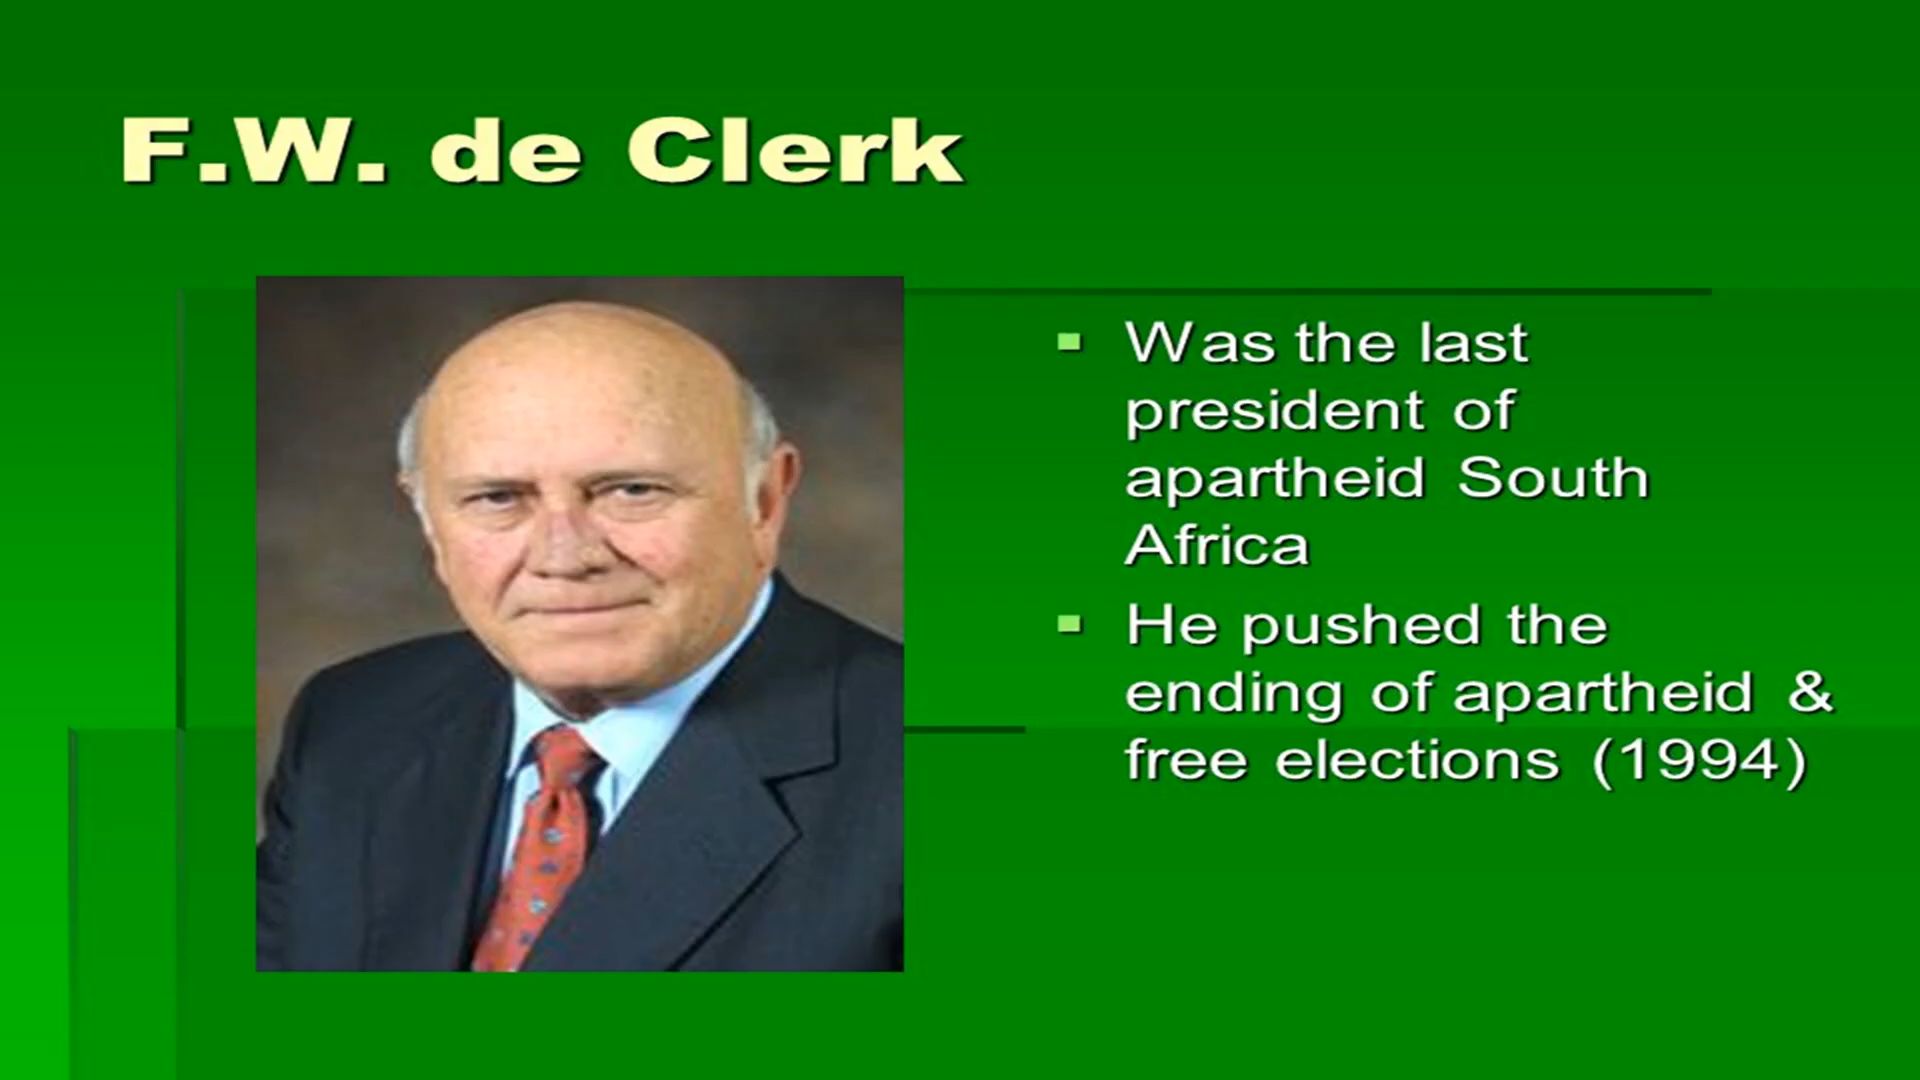 F.W. de Clerk
Was the last
president of
apartheid South
Africa
He pushed the
ending of apartheid &
free elections (1994)